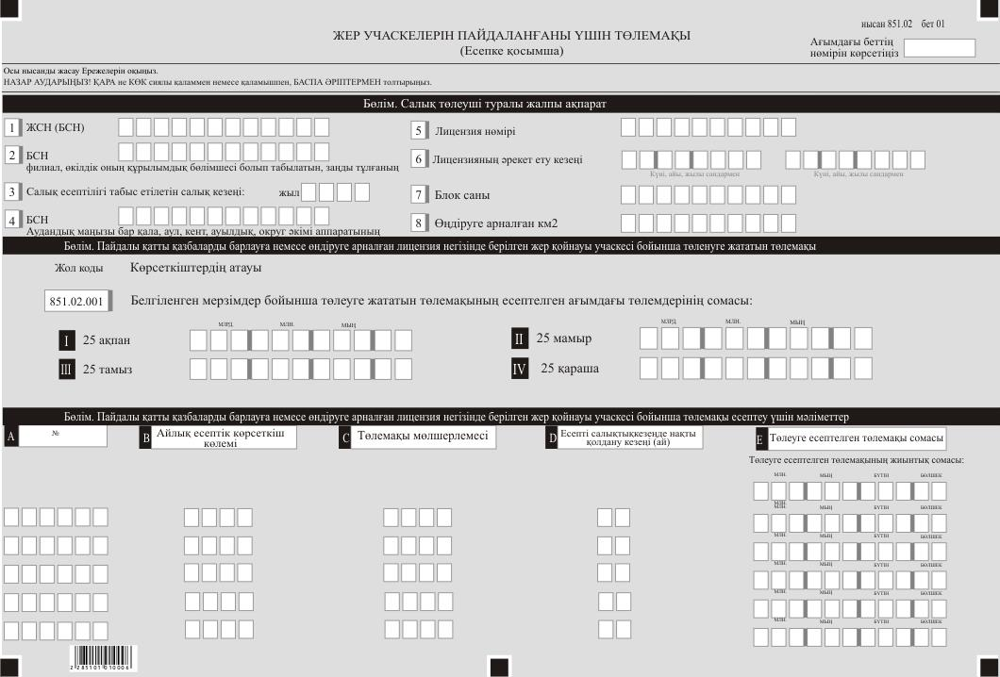 нысан 851.02 бет 01
ЖЕР УЧАСКЕЛЕРІН ПАЙДАЛАНҒАНЫ ҮШІН ТӨЛЕМАҚЫ
(Есепке қосымша)
Ағымдағы беттің
нөмірін көрсетіңіз
Осы нысанды жасау Ережелерін оқыңыз.
НАЗАР АУДАРЫҢЫЗ! ҚАРА не КӨК сиялы қаламмен немесе қаламышпен, БАСПА ӘРІПТЕРМЕН толтырыңыз.
Бөлім. Салық төлеуші туралы жалпы ақпарат
1 ЖСН (БСН)
2 БСН
филиал, өкілдік оның құрылымдық бөлімшесі болып табылатын, заңды тұлғаның
3 Салық есептілігі табыс етілетін салық кезеңі: жыл
4 БСН
Аудандық маңызы бар қала, аул, кент, ауылдық, округ әкімі аппаратының
5 Лицензия нөмірі
6 Лицензияның әрекет ету кезеңі
Күні, айы, жылы сандармен Күні, айы, жылы сандармен
7 Блок саны
8 Өңдіруге арналған км2
Бөлім. Пайдалы қатты қазбаларды барлауға немесе өндіруге арналған лицензия негізінде берілген жер қойнауы учаскесі бойынша төленуге жататын төлемақы
Жол коды Көрсеткіштердің атауы
851.02.001 Белгіленген мерзімдер бойынша төлеуге жататын төлемақының есептелген ағымдағы төлемдерінің сомасы:
МЛРД. МЛН. МЫҢ МЛРД. МЛН. МЫҢ
I 25 ақпан II 25 мамыр
III 25 тамыз IV 25 қараша
Бөлім. Пайдалы қатты қазбаларды барлауға немесе өндіруге арналған лицензия негізінде берілген жер қойнауы учаскесі бойынша төлемақы есептеу үшін мәліметтер
A №
B Айлық есептік көрсеткіш
көлемі
C Төлемақы мөлшерлемесі
D Есепті салықтықкезеңде нақты
қолдану кезеңі (ай)
E Төлеуге есептелген төлемақы сомасы
Төлеуге есептелген төлемақының жиынтық сомасы:
МЛН. МЫҢ БҮТІН БӨЛШЕК
МЛН.
МЛН. МЫҢ БҮТІН БӨЛШЕК
МЛН. МЫҢ БҮТІН БӨЛШЕК
МЛН. МЫҢ БҮТІН БӨЛШЕК
МЛН. МЫҢ БҮТІН БӨЛШЕК
МЛН. МЫҢ БҮТІН БӨЛШЕК
2 285101 010006